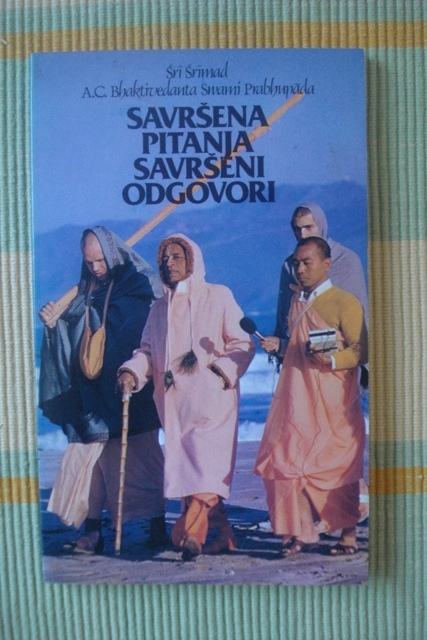 Śrī Śrīmad
A.C. Bhaktivedanta Swami Prabhupāda
SAVRŠENA
PITANJA
SAVRŠENI
ODGOVORI